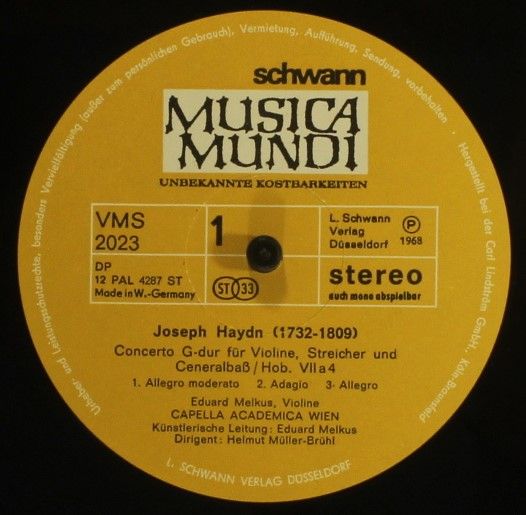 Urheber und Leistungsschutzrechte, besonders Vervielfältigung (außer zum persönlichen Gebrauch), Vermietung, Aufführung, Sendung, vorbehalten
Hergestellt bei der Carl Lindström GmbH, Köln-Braunsfeld
schwann
MUSICA
MUNDI
UNBEKANNTE KOSTBARKEITEN
VMS
2023
1
L. Schwann
Verlag
Düsseldorf
Ⓟ
1968
DP
12 PAL 4287 ST
Made in W.-Germany
ST 33
stereo
auch mono abspielbar
Joseph Haydn (1732-1809)
Concerto G-dur für Violine, Streicher und
Ceneralbaß / Hob. VII a 4
1. Allegro moderato 2. Adagio 3. Allegro
Eduard Melkus, Violine
CAPELLA ACADEMICA WIEN
Künstlerische Leitung: Eduard Melkus
Dirigent: Helmut Müller-Brühl
L. SCHWANN VERLAG DÜSSELDORF